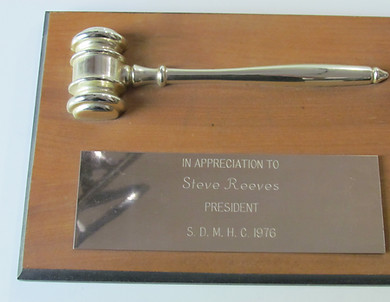 IN APPRECIATION TO
Steve Reeves
PRESIDENT
S. D. M. H. C. 1976